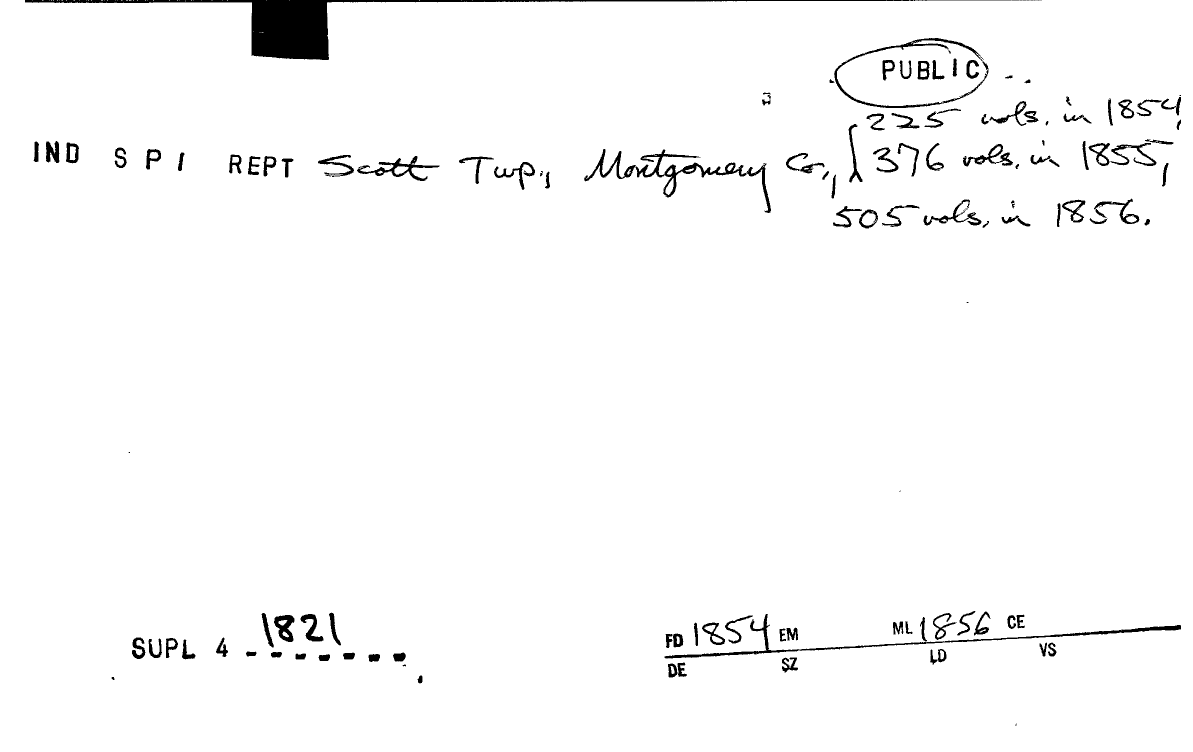 PUBLIC
225 vols. in 1854,
IND S P I REPT Scott Twp., Montgomery Co., 376 vols. in 1855,
505 vols. in 1856.
SUPL 4 1821
FD 1854 EM ML 1856 CE
DE SZ LD VS